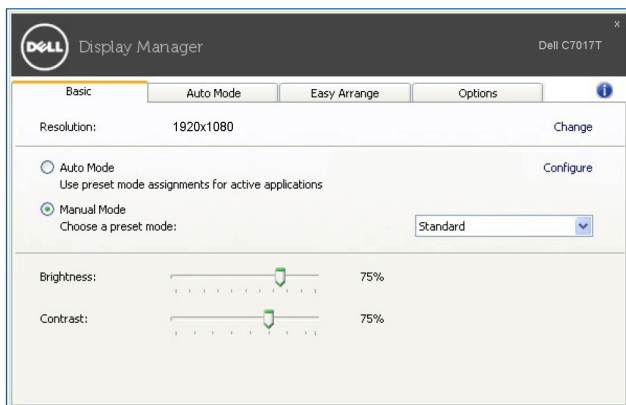 DELL Display Manager
x
Dell C7017T
Basic Auto Mode Easy Arrange Options i
Resolution: 1920x1080 Change
Auto Mode Configure
Use preset mode assignments for active applications
Manual Mode
Choose a preset mode: Standard
Brightness: 75%
Contrast: 75%